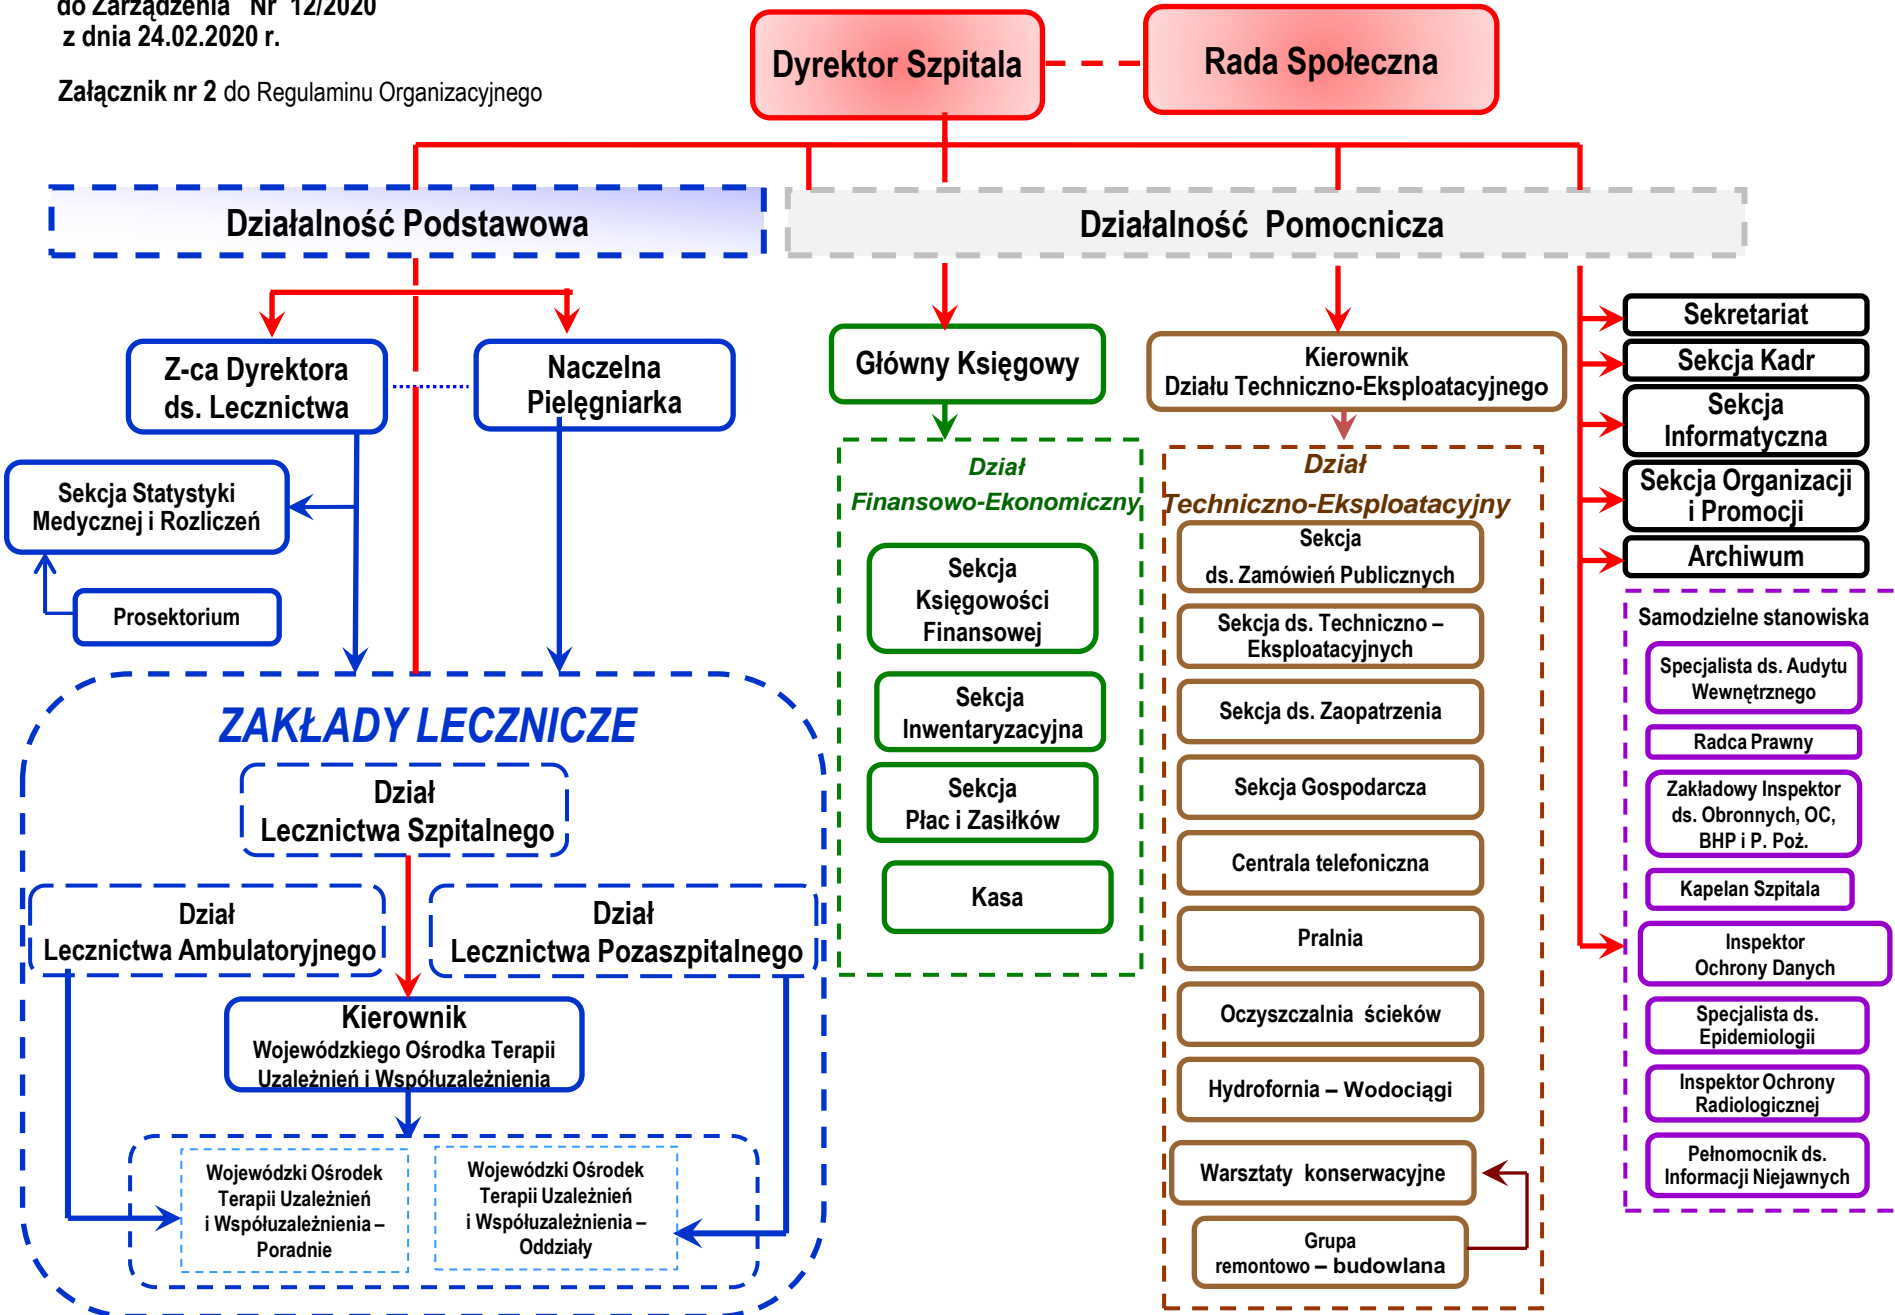 do Zarządzenia Nr 12/2020
z dnia 24.02.2020 r.
Załącznik nr 2 do Regulaminu Organizacyjnego
Dyrektor Szpitala
Rada Społeczna
Działalność Podstawowa
Działalność Pomocnicza
Z-ca Dyrektora
ds. Lecznictwa
Naczelna
Pielęgniarka
Sekcja Statystyki
Medycznej i Rozliczeń
Prosektorium
ZAKŁADY LECZNICZE
Dział
Lecznictwa Szpitalnego
Dział
Lecznictwa Ambulatoryjnego
Dział
Lecznictwa Pozaszpitalnego
Kierownik
Wojewódzkiego Ośrodka Terapii
Uzależnień i Współuzależnienia
Wojewódzki Ośrodek
Terapii Uzależnień
i Współuzależnienia –
Poradnie
Wojewódzki Ośrodek
Terapii Uzależnień
i Współuzależnienia –
Oddziały
Główny Księgowy
Dział
Finansowo-Ekonomiczny
Sekcja
Księgowości
Finansowej
Sekcja
Inwentaryzacyjna
Sekcja
Płac i Zasiłków
Kasa
Kierownik
Działu Techniczno-Eksploatacyjnego
Dział
Techniczno-Eksploatacyjny
Sekcja
ds. Zamówień Publicznych
Sekcja ds. Techniczno –
Eksploatacyjnych
Sekcja ds. Zaopatrzenia
Sekcja Gospodarcza
Centrala telefoniczna
Pralnia
Oczyszczalnia ścieków
Hydrofornia – Wodociągi
Warsztaty konserwacyjne
Grupa
remontowo – budowlana
Sekretariat
Sekcja Kadr
Sekcja
Informatyczna
Sekcja Organizacji
i Promocji
Archiwum
Samodzielne stanowiska
Specjalista ds. Audytu
Wewnętrznego
Radca Prawny
Zakładowy Inspektor
ds. Obronnych, OC,
BHP i P. Poż.
Kapelan Szpitala
Inspektor
Ochrony Danych
Specjalista ds.
Epidemiologii
Inspektor Ochrony
Radiologicznej
Pełnomocnik ds.
Informacji Niejawnych